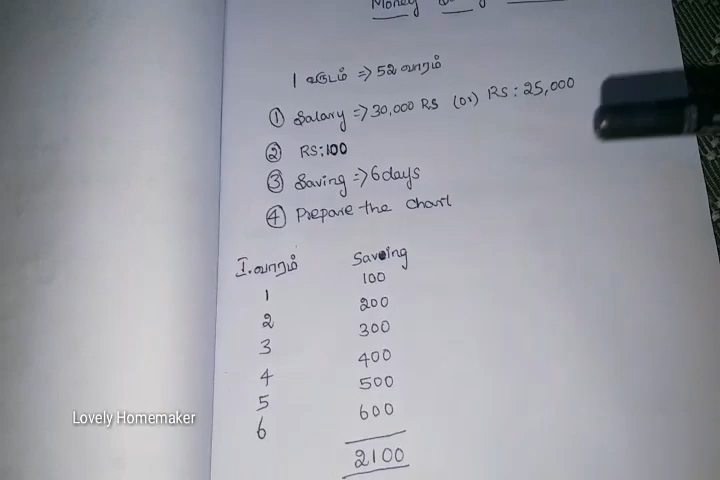 Money
1 வருடம் => 52 வாரம்
① Salary => 30,000 RS (or) RS: 25,000
② RS:100
③ Saving => 6 days
④ Prepare the Chart
I. வாரம் Saving
1 100
2 200
3 300
4 400
5 500
6 600
2100
Lovely Homemaker